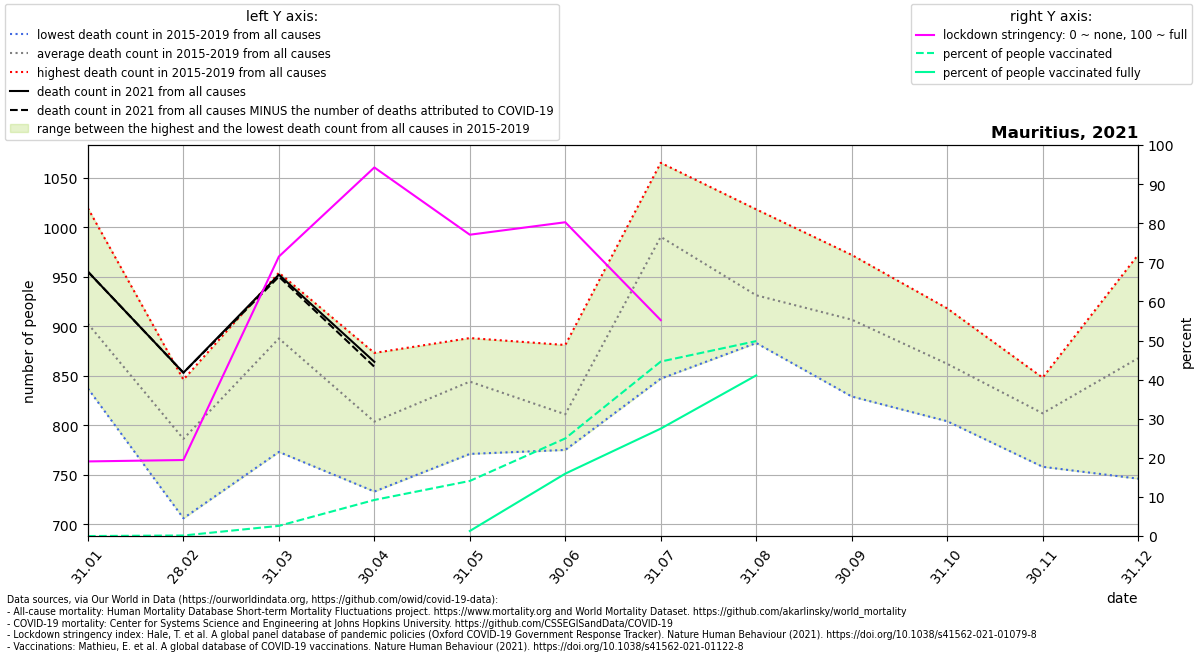 left Y axis:
lowest death count in 2015-2019 from all causes
average death count in 2015-2019 from all causes
highest death count in 2015-2019 from all causes
death count in 2021 from all causes
death count in 2021 from all causes MINUS the number of deaths attributed to COVID-19
range between the highest and the lowest death count from all causes in 2015-2019
right Y axis:
lockdown stringency: 0 ~ none, 100 ~ full
percent of people vaccinated
percent of people vaccinated fully
Mauritius, 2021
number of people
1050
1000
950
900
850
800
750
700
100
90
80
70
60
50
40
30
20
10
0
percent
31.01
28.02
31.03
30.04
31.05
30.06
31.07
31.08
30.09
31.10
30.11
31.12
date
Data sources, via Our World in Data (https://ourworldindata.org, https://github.com/owid/covid-19-data):
- All-cause mortality: Human Mortality Database Short-term Mortality Fluctuations project. https://www.mortality.org and World Mortality Dataset. https://github.com/akarlinsky/world_mortality
- COVID-19 mortality: Center for Systems Science and Engineering at Johns Hopkins University. https://github.com/CSSEGISandData/COVID-19
- Lockdown stringency index: Hale, T. et al. A global panel database of pandemic policies (Oxford COVID-19 Government Response Tracker). Nature Human Behaviour (2021). https://doi.org/10.1038/s41562-021-01079-8
- Vaccinations: Mathieu, E. et al. A global database of COVID-19 vaccinations. Nature Human Behaviour (2021). https://doi.org/10.1038/s41562-021-01122-8